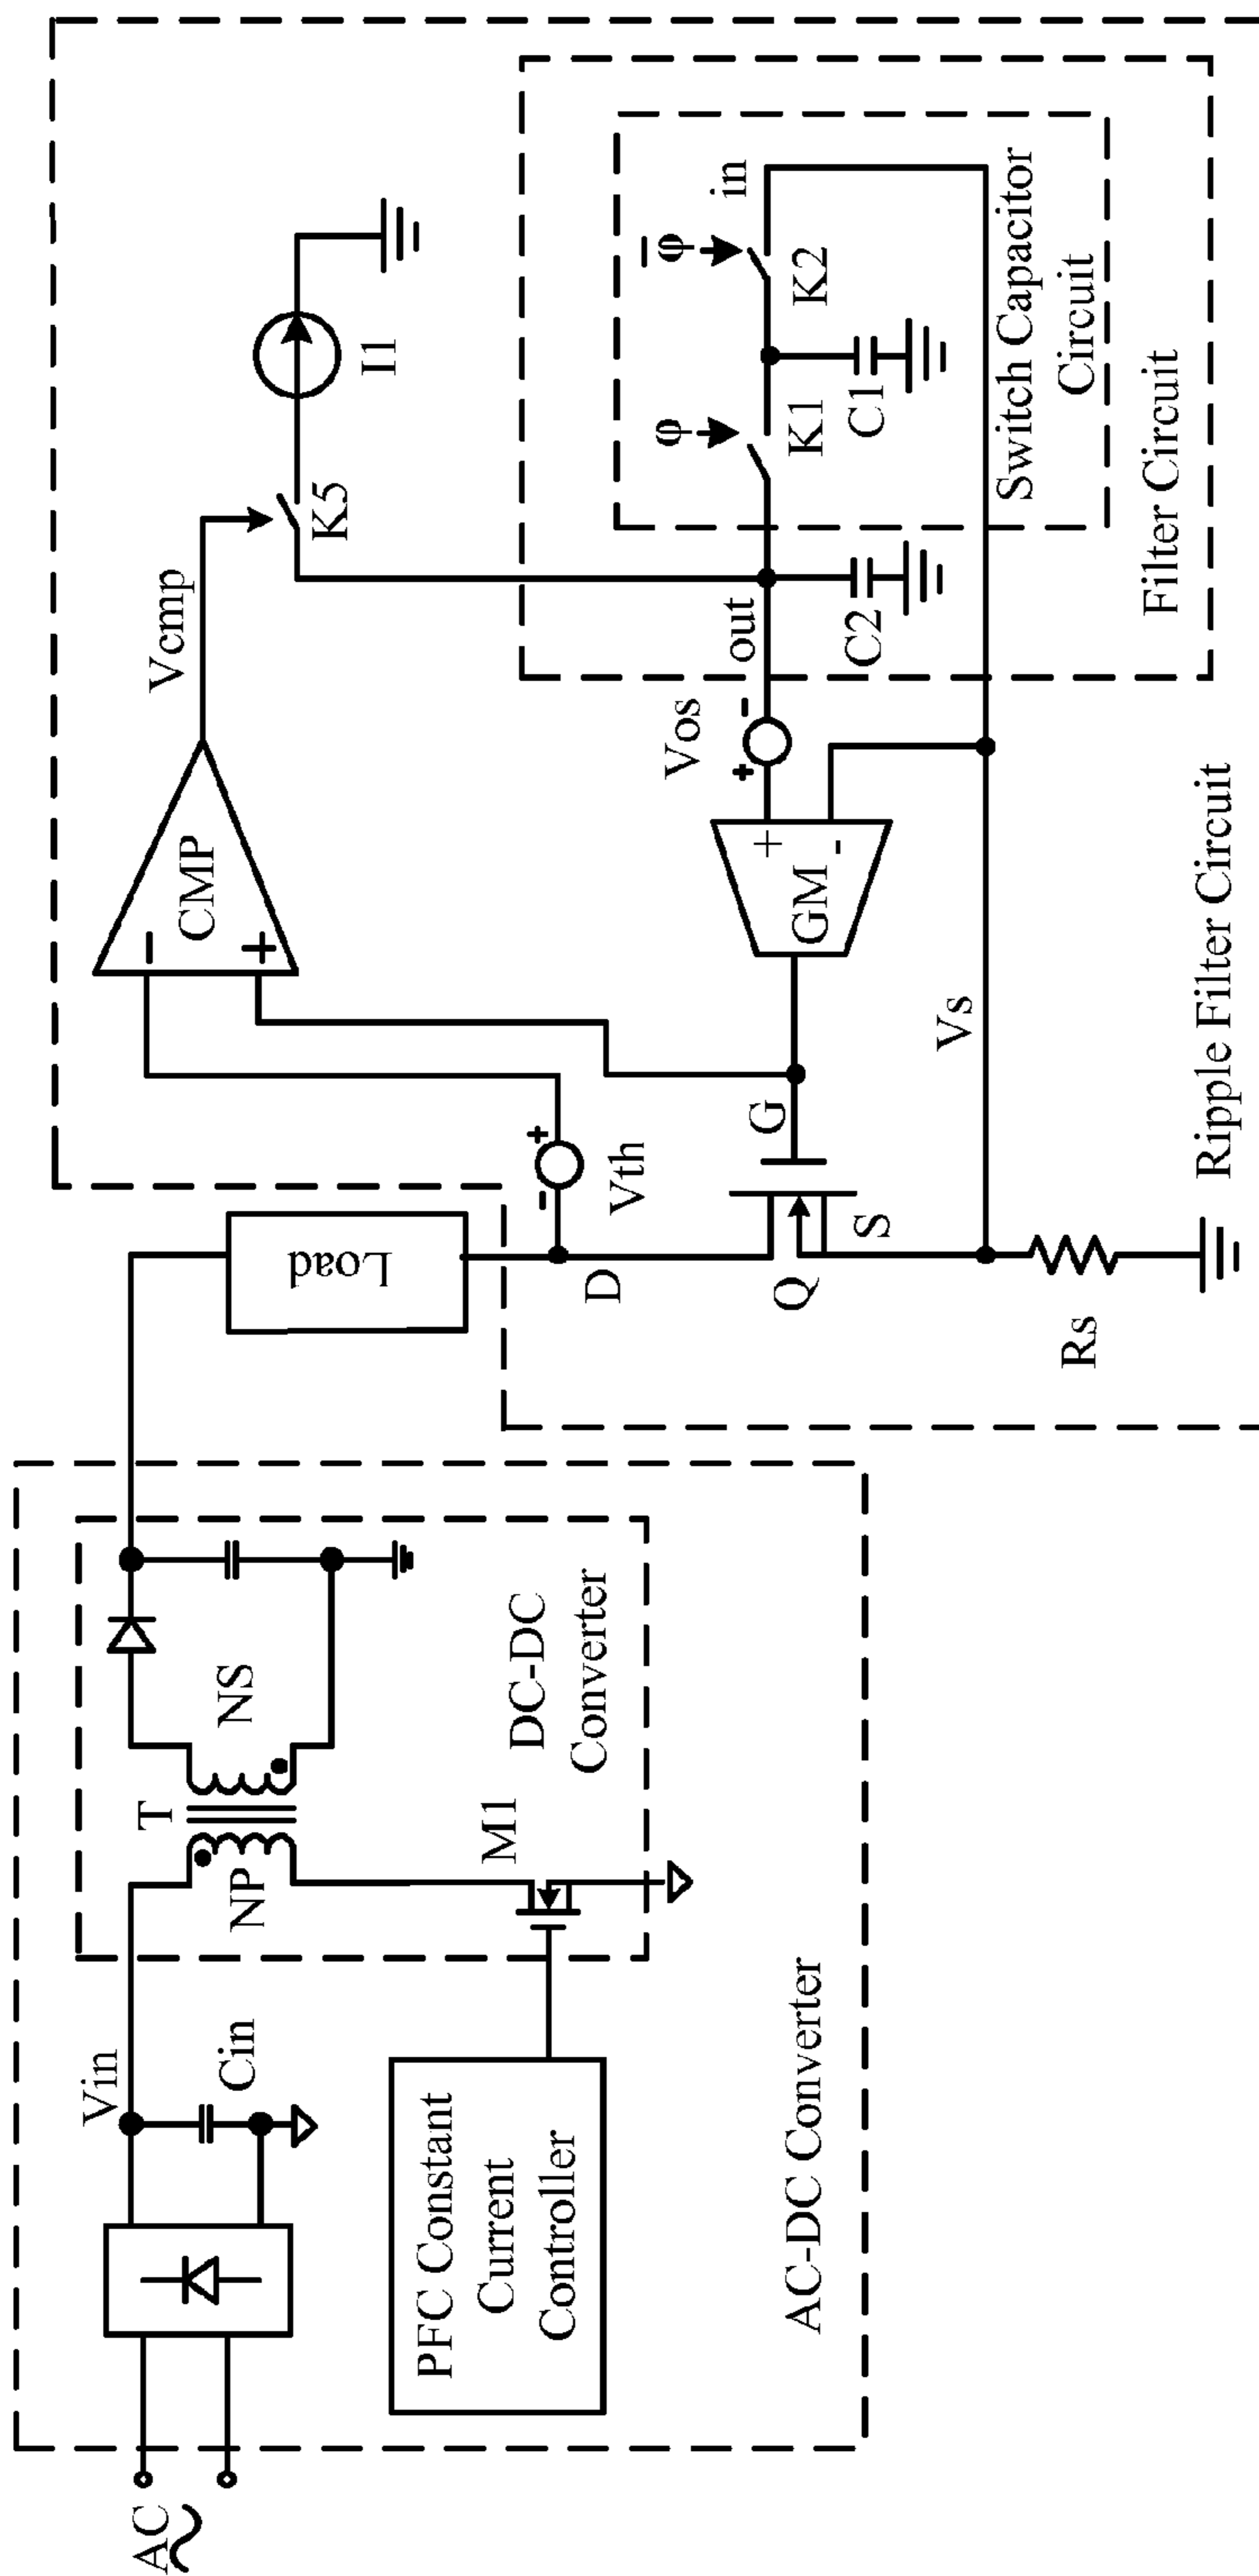 AC
Vin
Cin
PFC Constant
Current
Controller
AC-DC Converter
T
NP
NS
M1
DC-DC
Converter
Load
D
Vth
-
+
Q
G
S
Rs
Vs
Ripple Filter Circuit
CMP
-
+
Vcmp
GM
+
-
Vos
+
-
out
C2
K5
I1
φ
K1
C1
φ̅
K2
in
Switch Capacitor
Circuit
Filter Circuit